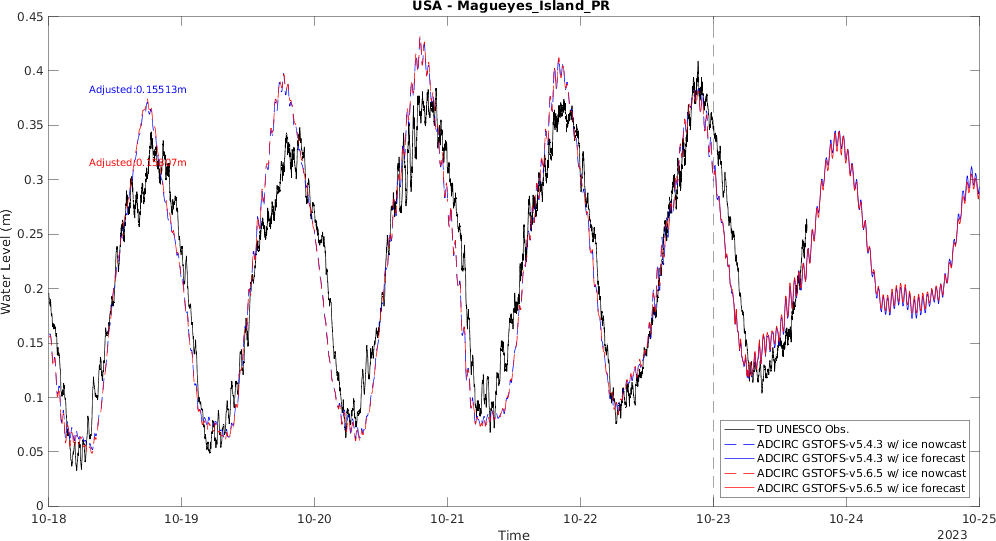 USA - Magueyes_Island_PR
0.45
0.4
0.35
0.3
0.25
0.2
0.15
0.1
0.05
0
Water Level (m)
Adjusted:0.15513m
TD UNESCO Obs.
ADCIRC GSTOFS-v5.4.3 w/ ice nowcast
ADCIRC GSTOFS-v5.4.3 w/ ice forecast
ADCIRC GSTOFS-v5.6.5 w/ ice nowcast
ADCIRC GSTOFS-v5.6.5 w/ ice forecast
10-18 10-19 10-20 10-21 10-22 10-23 10-24 10-25
Time 2023